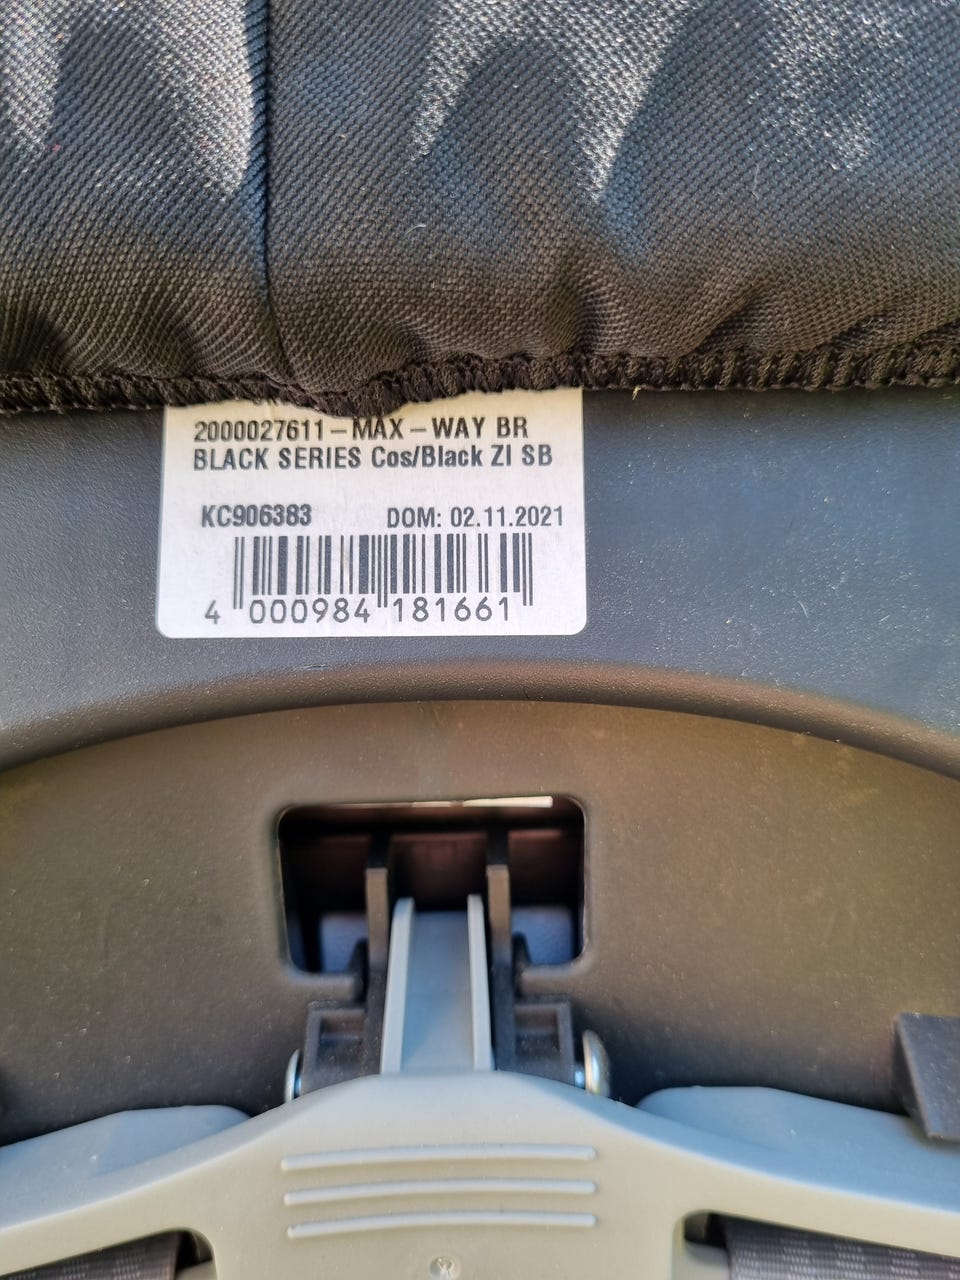 2000027611-MAX-WAY BR
BLACK SERIES Cos/Black ZI SB
KC906383 DOM: 02.11.2021
4 000984 181661